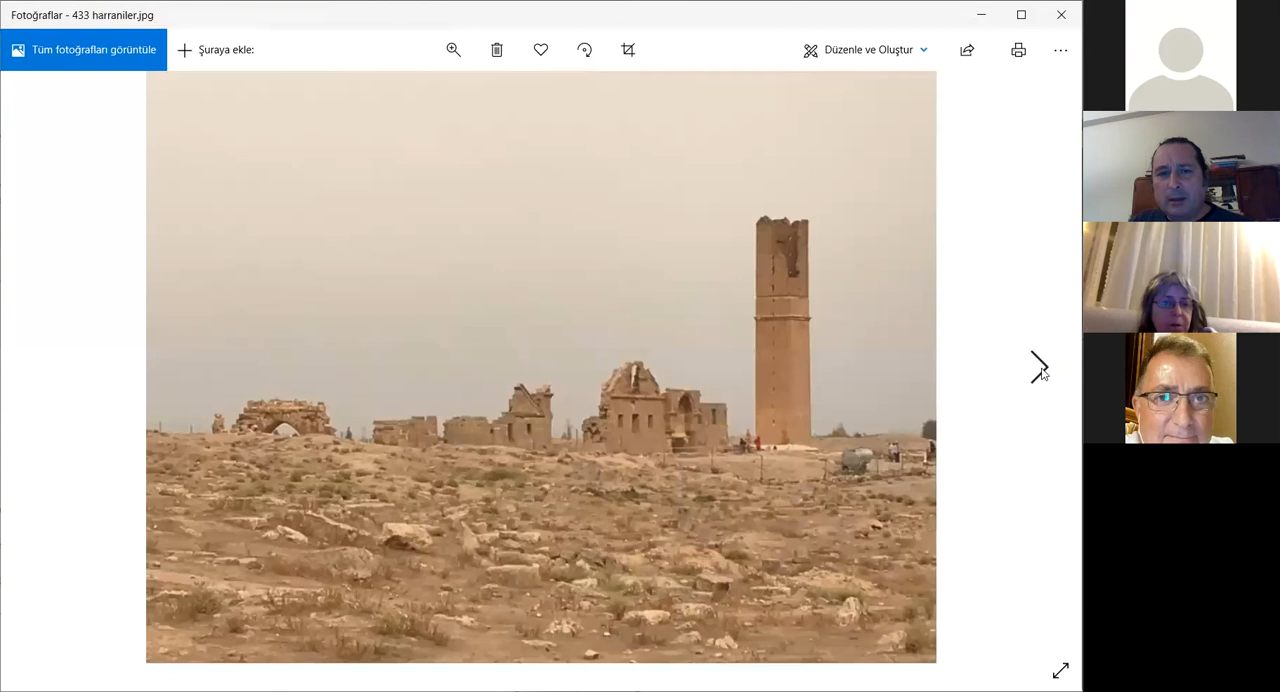 Fotoğraflar - 433 harraniler.jpg
Tüm fotoğrafları görüntüle
Şuraya ekle:
Düzenle ve Oluştur